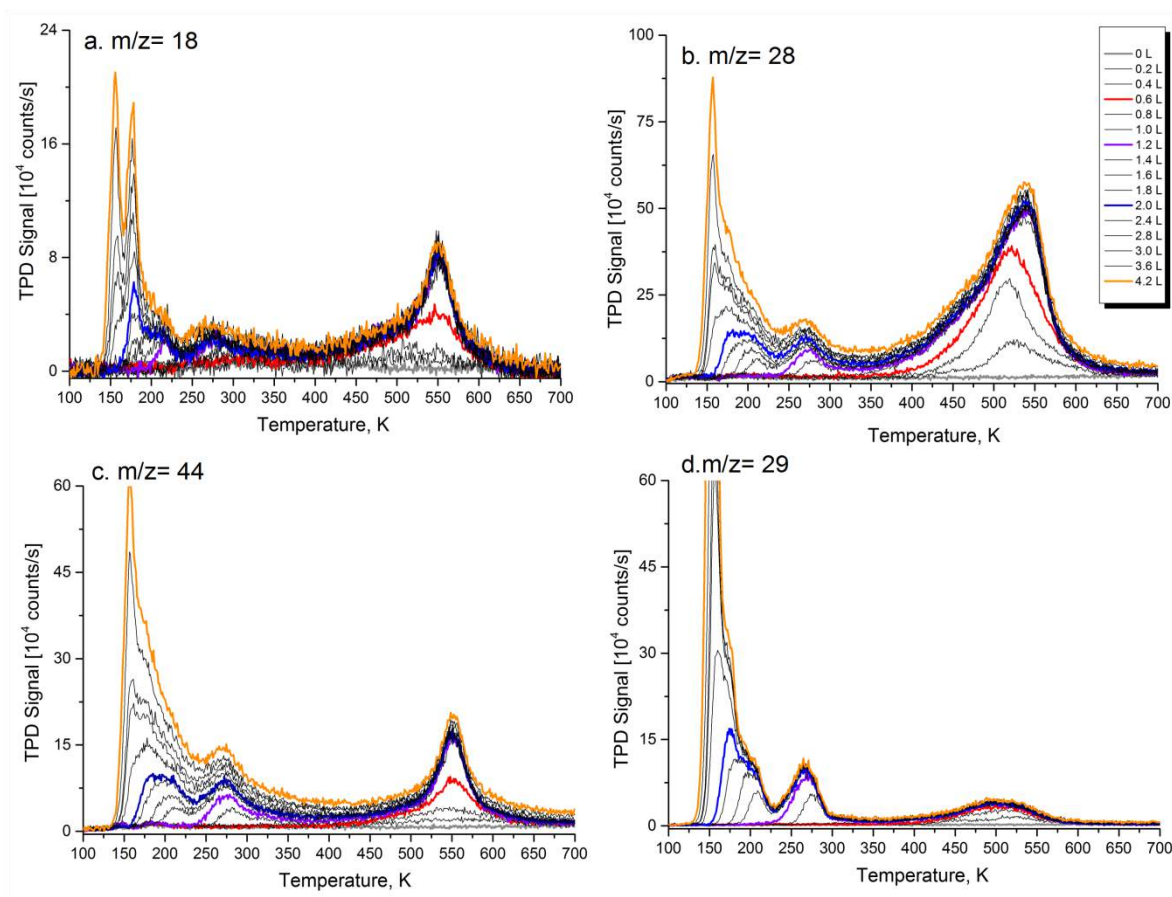 a. m/z= 18
TPD Signal [10⁴ counts/s]
24
16
8
0
100 150 200 250 300 350 400 450 500 550 600 650 700
Temperature, K
b. m/z= 28
TPD Signal [10⁴ counts/s]
100
75
50
25
0
100 150 200 250 300 350 400 450 500 550 600 650 700
Temperature, K
0 L
0.2 L
0.4 L
0.6 L
0.8 L
1.0 L
1.2 L
1.4 L
1.6 L
1.8 L
2.0 L
2.4 L
2.8 L
3.0 L
3.6 L
4.2 L
c. m/z= 44
TPD Signal [10⁴ counts/s]
60
45
30
15
0
100 150 200 250 300 350 400 450 500 550 600 650 700
Temperature, K
d.m/z= 29
TPD Signal [10⁴ counts/s]
60
45
30
15
0
100 150 200 250 300 350 400 450 500 550 600 650 700
Temperature, K